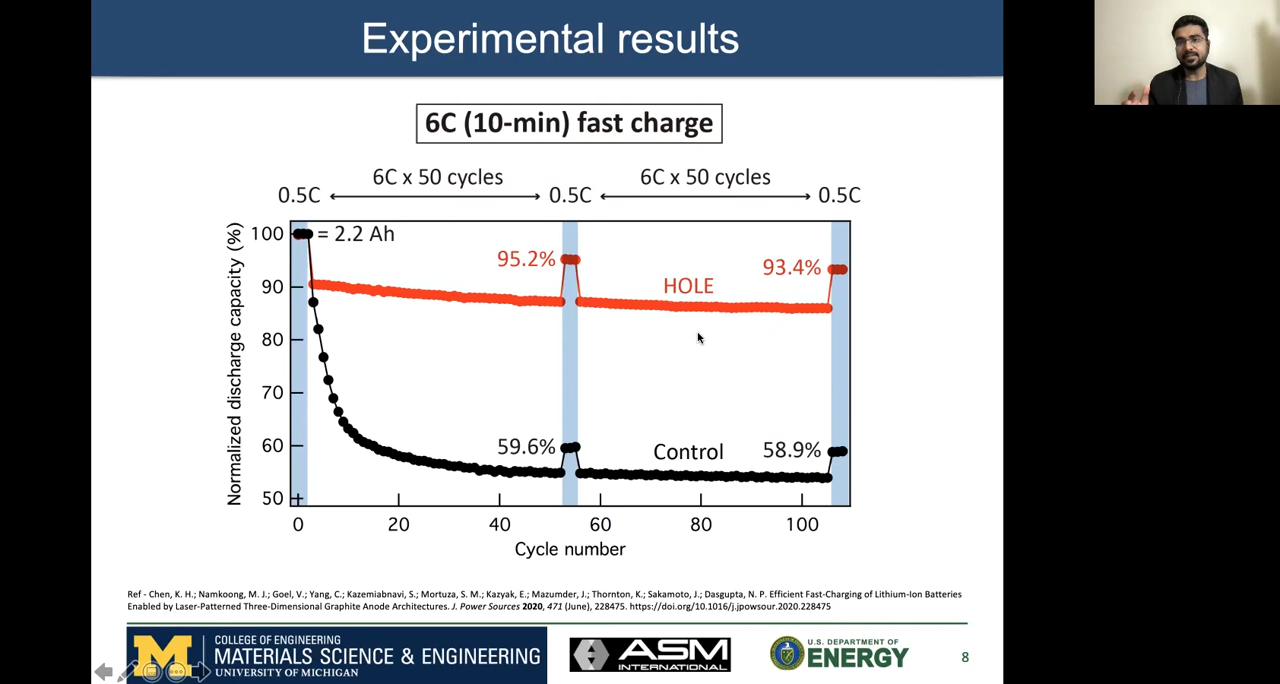 Experimental results
6C (10-min) fast charge
6C x 50 cycles
6C x 50 cycles
0.5C
0.5C
0.5C
Normalized discharge capacity (%)
100
90
80
70
60
50
= 2.2 Ah
95.2%
HOLE
93.4%
59.6%
Control
58.9%
0
20
40
60
80
100
Cycle number
Ref - Chen, K. H.; Namkoong, M. J.; Goel, V.; Yang, C.; Kazemiabnavi, S.; Mortuza, S. M.; Kazyak, E.; Mazumder, J.; Thornton, K.; Sakamoto, J.; Dasgupta, N. P. Efficient Fast-Charging of Lithium-Ion Batteries
Enabled by Laser-Patterned Three-Dimensional Graphite Anode Architectures. J. Power Sources 2020, 471 (June), 228475. https://doi.org/10.1016/j.jpowsour.2020.228475
M
COLLEGE OF ENGINEERING
MATERIALS SCIENCE & ENGINEERING
UNIVERSITY OF MICHIGAN
ASM
INTERNATIONAL
U.S. DEPARTMENT OF
ENERGY
8